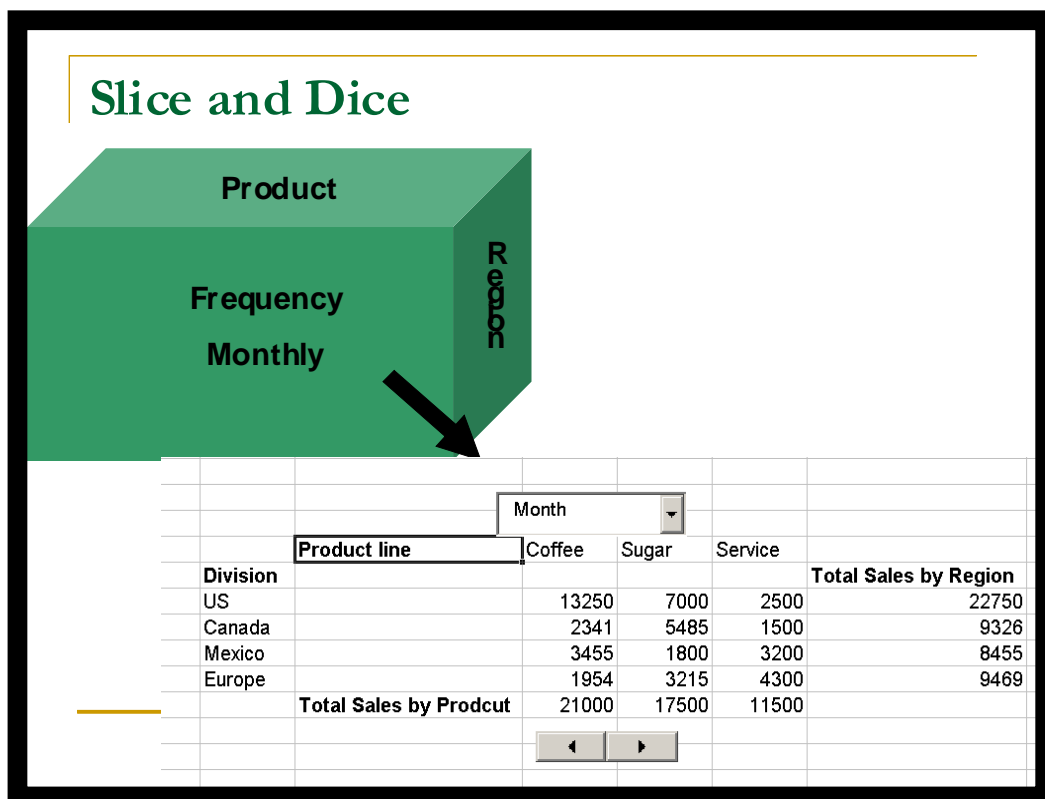 Slice and Dice
Product
Region
Frequency
Monthly
Month
Product line Coffee Sugar Service
Division Total Sales by Region
US 13250 7000 2500 22750
Canada 2341 5485 1500 9326
Mexico 3455 1800 3200 8455
Europe 1954 3215 4300 9469
Total Sales by Prodcut 21000 17500 11500